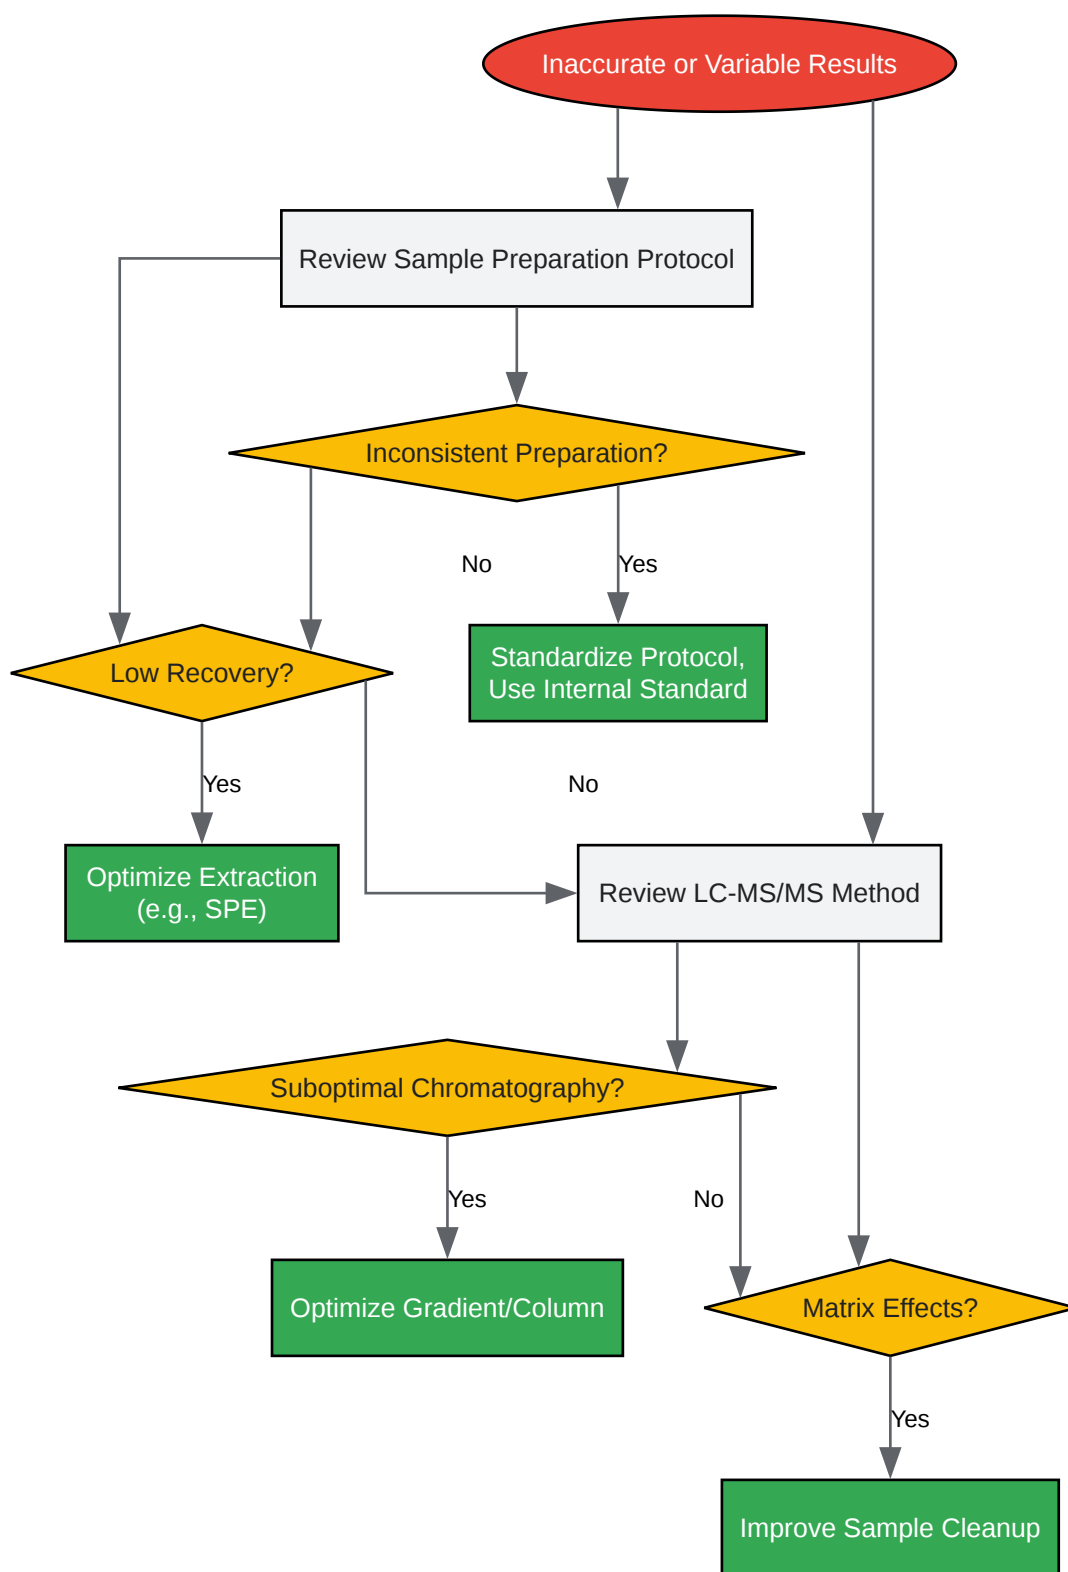 Inaccurate or Variable Results
Review Sample Preparation Protocol
Inconsistent Preparation?
No
Yes
Low Recovery?
Standardize Protocol,
Use Internal Standard
Yes
No
Optimize Extraction
(e.g., SPE)
Review LC-MS/MS Method
Suboptimal Chromatography?
Yes
No
Optimize Gradient/Column
Matrix Effects?
Yes
Improve Sample Cleanup